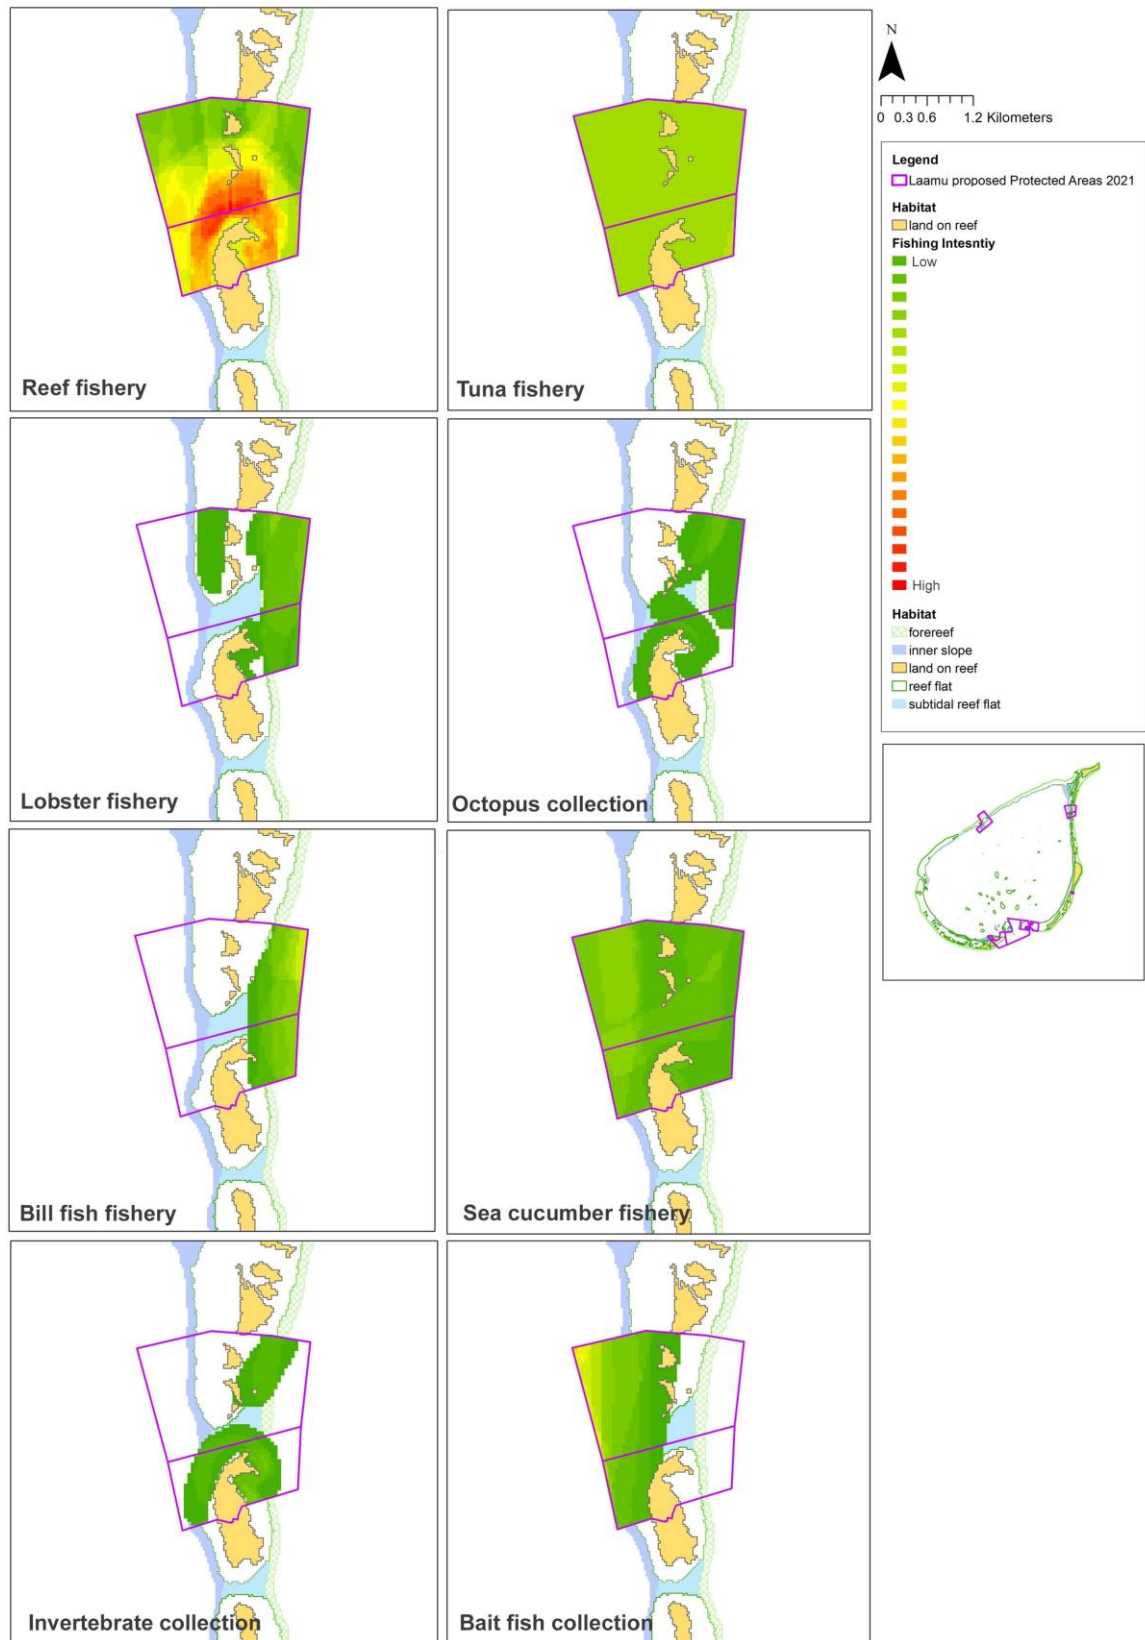 Reef fishery
Tuna fishery
Lobster fishery
Octopus collection
Bill fish fishery
Sea cucumber fishery
Invertebrate collection
Bait fish collection
N
0 0.3 0.6 1.2 Kilometers
Legend
Laamu proposed Protected Areas 2021
Habitat
land on reef
Fishing Intesntiy
Low
High
Habitat
forereef
inner slope
land on reef
reef flat
subtidal reef flat